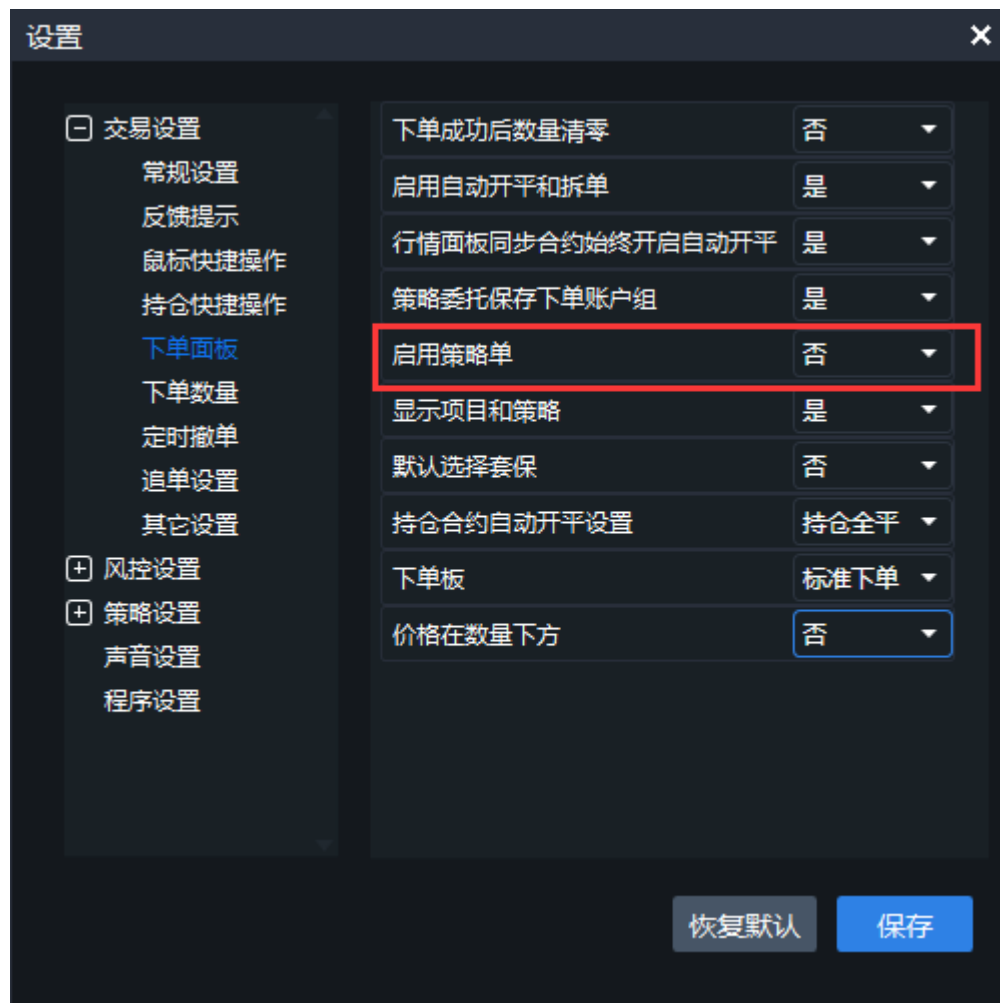 设置
交易设置
常规设置
反馈提示
鼠标快捷操作
持仓快捷操作
下单面板
下单数量
定时撤单
追单设置
其它设置
风控设置
策略设置
声音设置
程序设置
下单成功后数量清零 否
启用自动开平和拆单 是
行情面板同步合约始终开启自动开平 是
策略委托保存下单账户组 是
启用策略单 否
显示项目和策略 是
默认选择套保 否
持仓合约自动开平设置 持仓全平
下单板 标准下单
价格在数量下方 否
恢复默认 保存